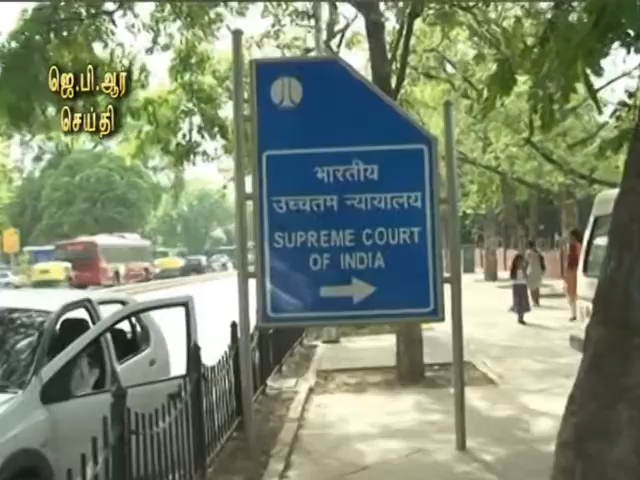 ஜெ.பி.ஆர்
செய்தி
भारतीय
उच्चतम न्यायालय
SUPREME COURT
OF INDIA